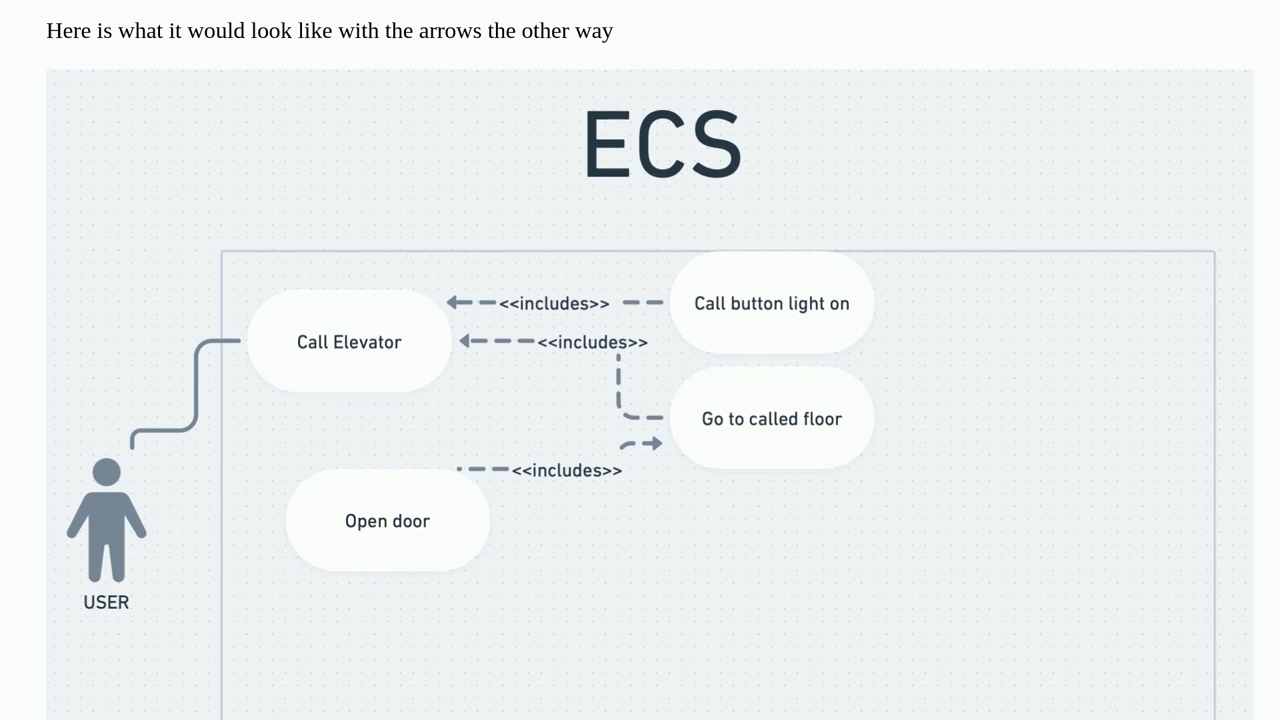 Here is what it would look like with the arrows the other way
ECS
<<includes>>
Call button light on
Call Elevator
<<includes>>
Go to called floor
<<includes>>
Open door
USER